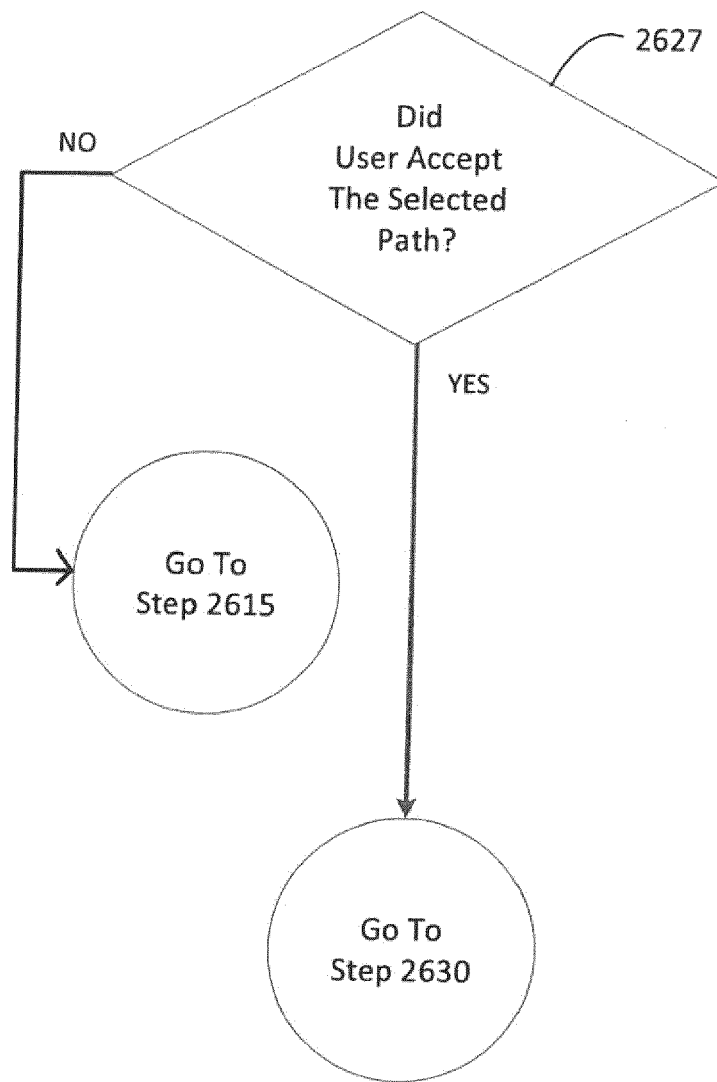 2627
Did
User Accept
The Selected
Path?
NO
YES
Go To
Step 2615
Go To
Step 2630